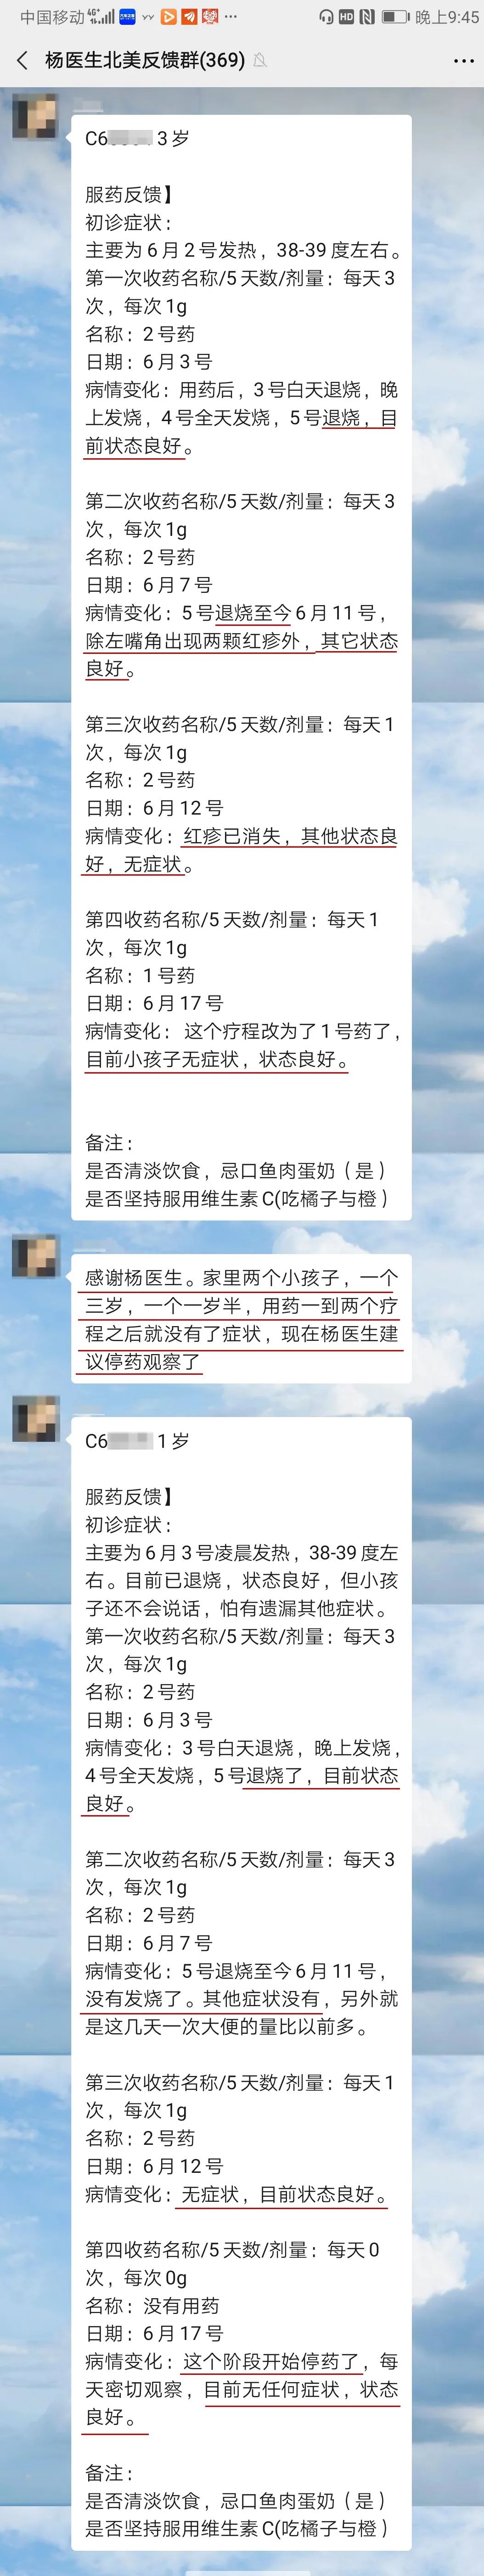 中国移动 4G HD 晚上9:45
杨医生北美反馈群(369)
C6 3岁
服药反馈】
初诊症状：
主要为6月2号发热，38-39度左右。
第一次收药名称/5天数/剂量：每天3
次，每次1g
名称：2号药
日期：6月3号
病情变化：用药后，3号白天退烧，晚
上发烧，4号全天发烧，5号退烧，目
前状态良好。
第二次收药名称/5天数/剂量：每天3
次，每次1g
名称：2号药
日期：6月7号
病情变化：5号退烧至今6月11号，
除左嘴角出现两颗红疹外，其它状态
良好。
第三次收药名称/5天数/剂量：每天1
次，每次1g
名称：2号药
日期：6月12号
病情变化：红疹已消失，其他状态良
好，无症状。
第四收药名称/5天数/剂量：每天1
次，每次1g
名称：1号药
日期：6月17号
病情变化： 这个疗程改为了1号药了，
目前小孩子无症状，状态良好。
备注：
是否清淡饮食，忌口鱼肉蛋奶（是）
是否坚持服用维生素C(吃橘子与橙）
感谢杨医生。家里两个小孩子，一个
三岁，一个一岁半，用药一到两个疗
程之后就没有了症状，现在杨医生建
议停药观察了
C6 1岁
服药反馈】
初诊症状：
主要为6月3号凌晨发热，38-39度左
右。目前已退烧，状态良好，但小孩
子还不会说话，怕有遗漏其他症状。
第一次收药名称/5天数/剂量：每天3
次，每次1g
名称：2号药
日期：6月3号
病情变化：3号白天退烧，晚上发烧，
4号全天发烧，5号退烧了，目前状态
良好。
第二次收药名称/5天数/剂量：每天3
次，每次1g
名称：2号药
日期：6月7号
病情变化：5号退烧至今6月11号，
没有发烧了。其他症状没有，另外就
是这几天一次大便的量比以前多。
第三次收药名称/5天数/剂量：每天1
次，每次1g
名称：2号药
日期：6月12号
病情变化：无症状，目前状态良好。
第四收药名称/5天数/剂量：每天0
次，每次0g
名称：没有用药
日期：6月17号
病情变化：这个阶段开始停药了，每
天密切观察，目前无任何症状，状态
良好。
备注：
是否清淡饮食，忌口鱼肉蛋奶（是）
是否坚持服用维生素C(吃橘子与橙）